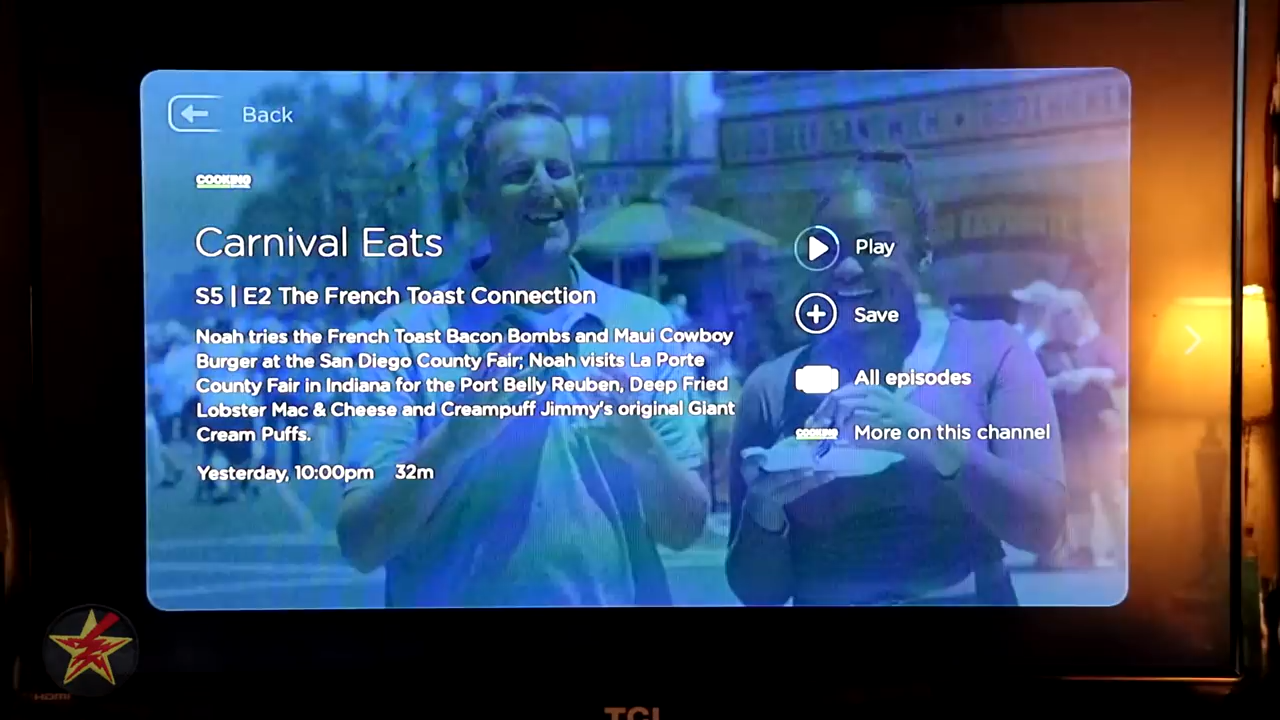 Back
COOKING
Carnival Eats
S5 | E2 The French Toast Connection
Noah tries the French Toast Bacon Bombs and Maui Cowboy
Burger at the San Diego County Fair; Noah visits La Porte
County Fair in Indiana for the Port Belly Reuben, Deep Fried
Lobster Mac & Cheese and Creampuff Jimmy's original Giant
Cream Puffs.
Yesterday, 10:00pm 32m
Play
Save
All episodes
COOKING More on this channel
HDMI
TCL